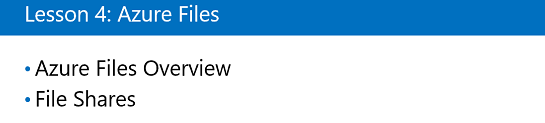 Lesson 4: Azure Files
• Azure Files Overview
• File Shares